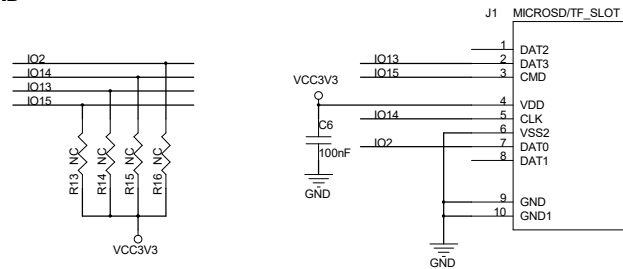 J1 MICROSD/TF_SLOT
IO2
IO14
IO13
IO15
R13 NC
R14 NC
R15 NC
R16 NC
VCC3V3
VCC3V3
C6
100nF
GND
IO13
IO15
IO14
IO2
1 DAT2
2 DAT3
3 CMD
4 VDD
5 CLK
6 VSS2
7 DAT0
8 DAT1
9 GND
10 GND1
GND